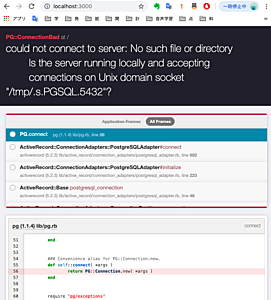 localhost:3000
一時停止中
アプリ
音声学習
PG::ConnectionBad at /
could not connect to server: No such file or directory
Is the server running locally and accepting
connections on Unix domain socket
"/tmp/.s.PGSQL.5432"?
Application Frames
All Frames
PG.connect pg (1.1.4) lib/pg.rb, line 56
ActiveRecord::ConnectionAdapters::PostgreSQLAdapter#connect
activerecord (5.2.3) lib/active_record/connection_adapters/postgresql_adapter.rb, line 692
ActiveRecord::ConnectionAdapters::PostgreSQLAdapter#initialize
activerecord (5.2.3) lib/active_record/connection_adapters/postgresql_adapter.rb, line 223
ActiveRecord::Base.postgresql_connection
activerecord (5.2.3) lib/active_record/connection_adapters/postgresql_adapter.rb, line 48
pg (1.1.4) lib/pg.rb
connect
51 end
52
53
54 ### Convenience alias for PG::Connection.new.
55 def self::connect( *args )
56 return PG::Connection.new( *args )
57 end
58
59
60 require "pg/exceptions"